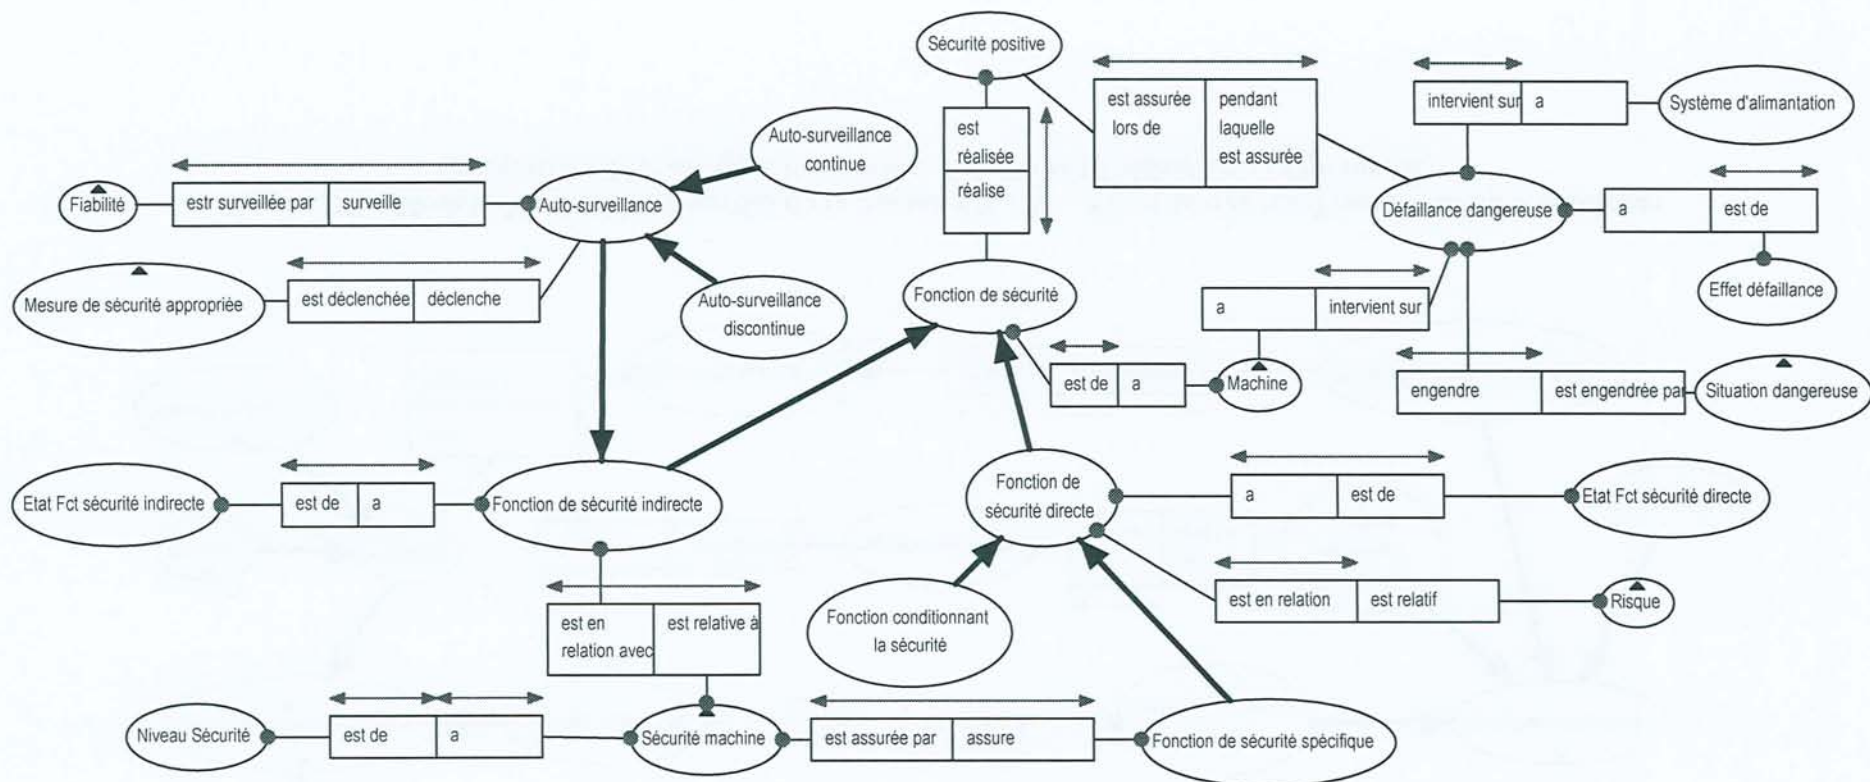 Sécurité positive
est assurée
lors de
pendant
laquelle
est assurée
intervient sur
a
Système d'alimantation
est
réalisée
réalise
Auto-surveillance
continue
Fiabilité
estr surveillée par
surveille
Auto-surveillance
Défaillance dangereuse
a
est de
Mesure de sécurité appropriée
est déclenchée
déclenche
Auto-surveillance
discontinue
Fonction de sécurité
a
intervient sur
Effet défaillance
est de
a
Machine
engendre
est engendrée par
Situation dangereuse
Etat Fct sécurité indirecte
est de
a
Fonction de sécurité indirecte
Fonction de
sécurité directe
a
est de
Etat Fct sécurité directe
est en relation
est relatif
Risque
est en
relation avec
est relative à
Fonction conditionnant
la sécurité
Niveau Sécurité
est de
a
Sécurité machine
est assurée par
assure
Fonction de sécurité spécifique